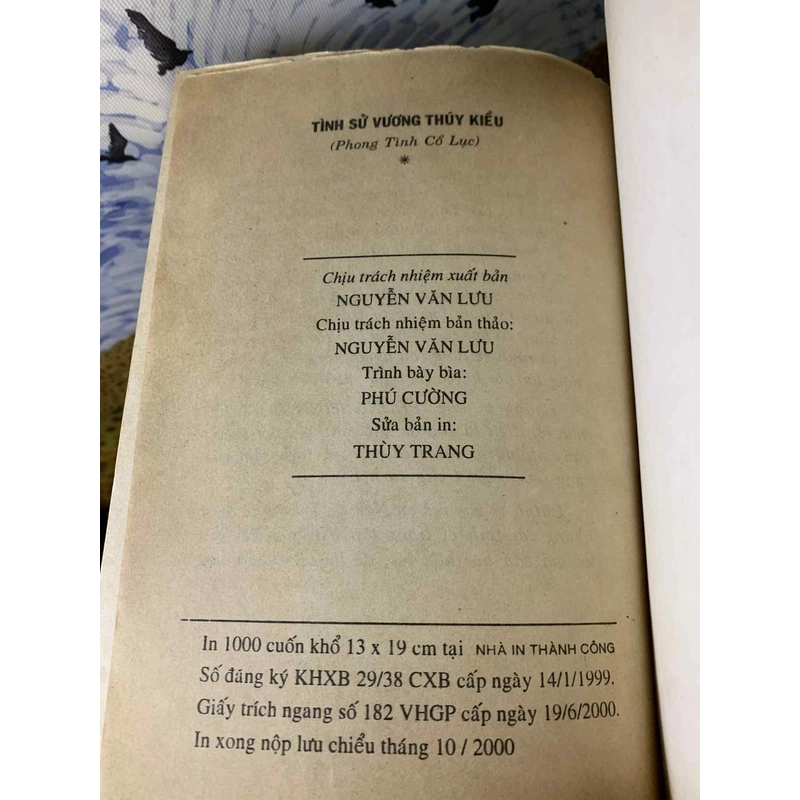 TÌNH SỬ VƯƠNG THÚY KIỀU
(Phong Tình Cổ Lục)
*
Chịu trách nhiệm xuất bản
NGUYỄN VĂN LƯU
Chịu trách nhiệm bản thảo:
NGUYỄN VĂN LƯU
Trình bày bìa:
PHÚ CƯỜNG
Sửa bản in:
THÙY TRANG
In 1000 cuốn khổ 13 x 19 cm tại NHÀ IN THÀNH CÔNG
Số đăng ký KHXB 29/38 CXB cấp ngày 14/1/1999.
Giấy trích ngang số 182 VHGP cấp ngày 19/6/2000.
In xong nộp lưu chiểu tháng 10 / 2000